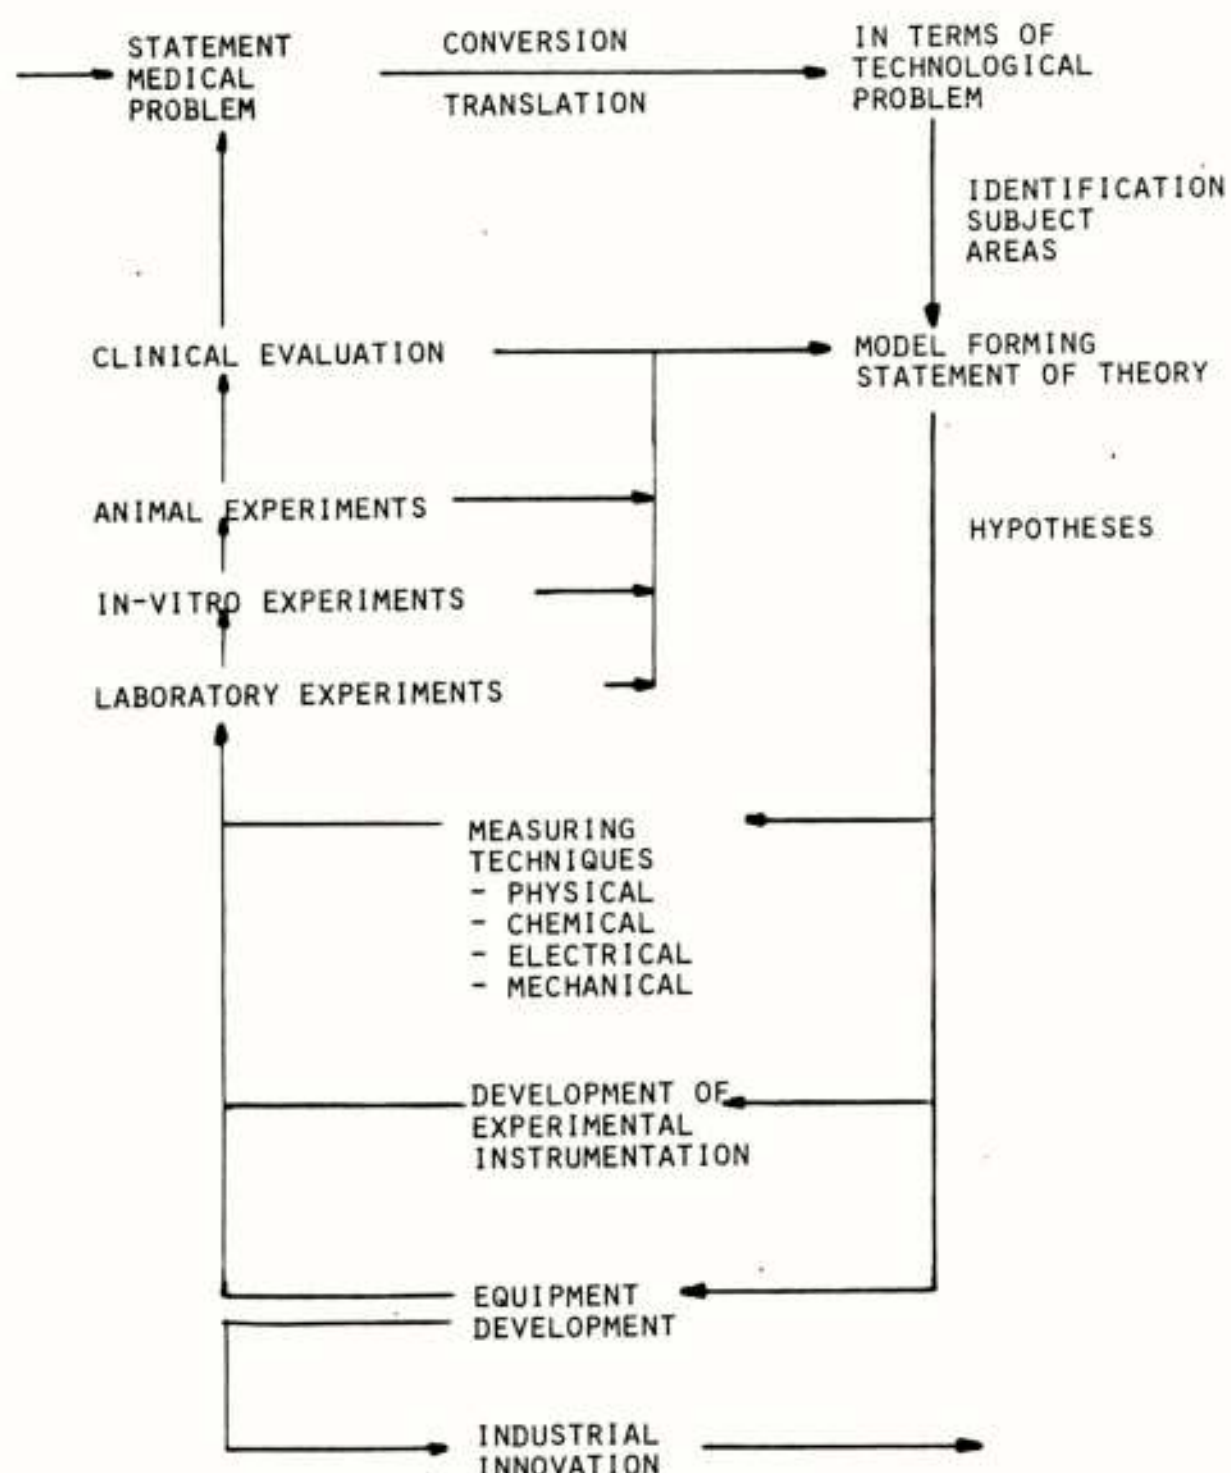 STATEMENT
MEDICAL
PROBLEM
CONVERSION
TRANSLATION
IN TERMS OF
TECHNOLOGICAL
PROBLEM
IDENTIFICATION
SUBJECT
AREAS
CLINICAL EVALUATION
MODEL FORMING
STATEMENT OF THEORY
ANIMAL EXPERIMENTS
HYPOTHESES
IN-VITRO EXPERIMENTS
LABORATORY EXPERIMENTS
MEASURING
TECHNIQUES
- PHYSICAL
- CHEMICAL
- ELECTRICAL
- MECHANICAL
DEVELOPMENT OF
EXPERIMENTAL
INSTRUMENTATION
EQUIPMENT
DEVELOPMENT
INDUSTRIAL
INNOVATION